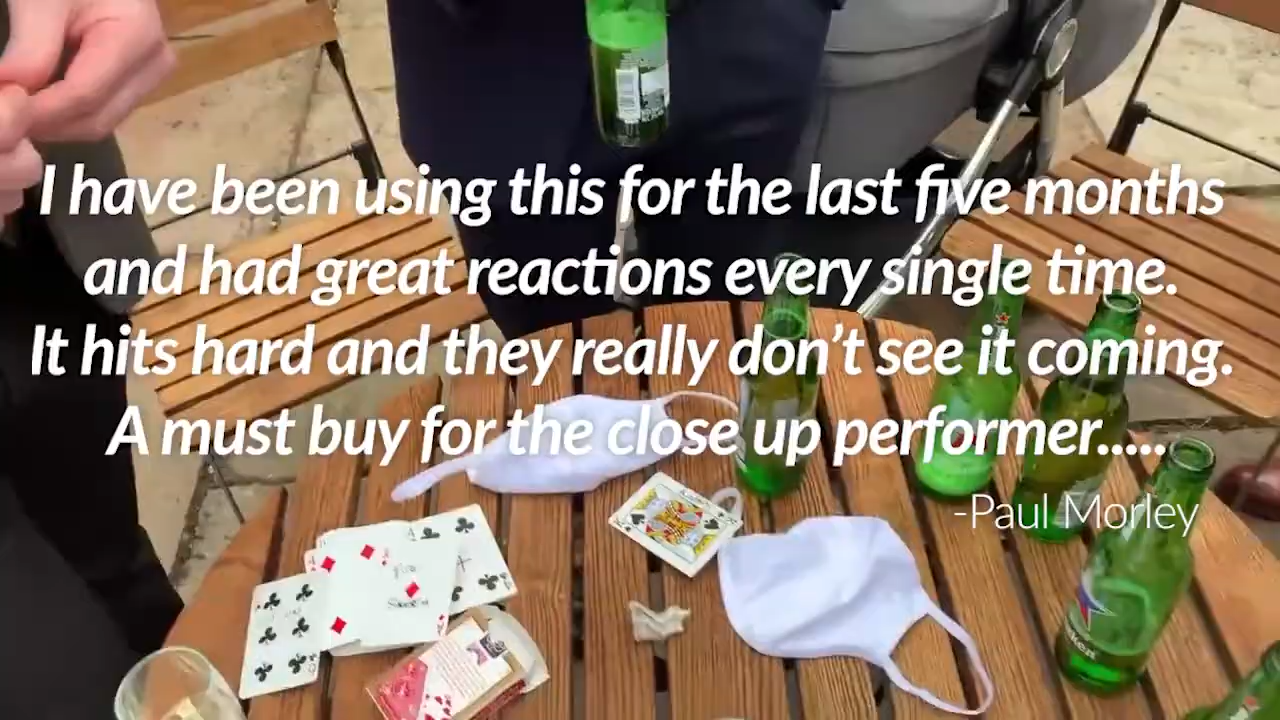 I have been using this for the last five months
and had great reactions every single time.
It hits hard and they really don’t see it coming.
A must buy for the close up performer.....
-Paul Morley